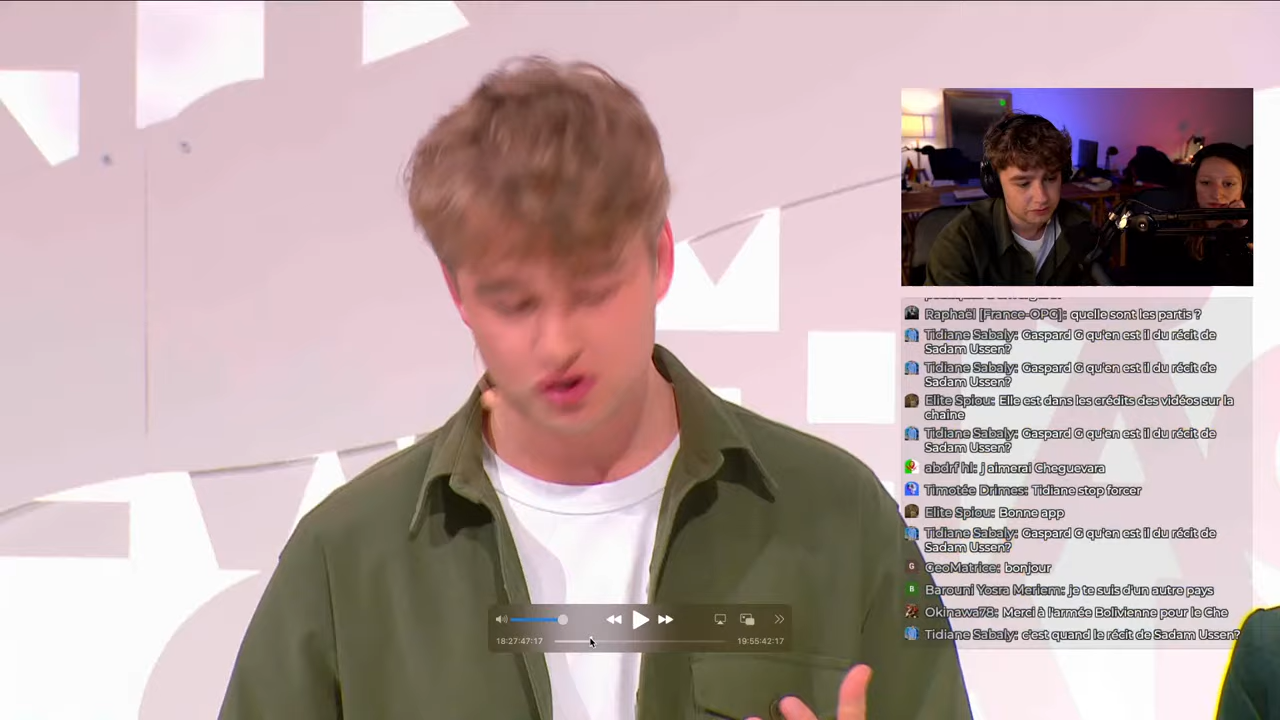 Raphaël [France-OPG]: quelle sont les partis ?
Tidiane Sabaly: Gaspard G qu'en est il du récit de
Sadam Ussen?
Tidiane Sabaly: Gaspard G qu'en est il du récit de
Sadam Ussen?
Elite Spiou: Elle est dans les crédits des vidéos sur la
chaine
Tidiane Sabaly: Gaspard G qu'en est il du récit de
Sadam Ussen?
abdrf hl: j aimerai Cheguevara
Timotée Drimes: Tidiane stop forcer
Elite Spiou: Bonne app
Tidiane Sabaly: Gaspard G qu'en est il du récit de
Sadam Ussen?
G GeoMatrice: bonjour
B Barouni Yosra Meriem: je te suis d'un autre pays
Okinawa78: Merci à l'armée Bolivienne pour le Che
Tidiane Sabaly: c'est quand le récit de Sadam Ussen?
18:27:47:17 19:55:42:17